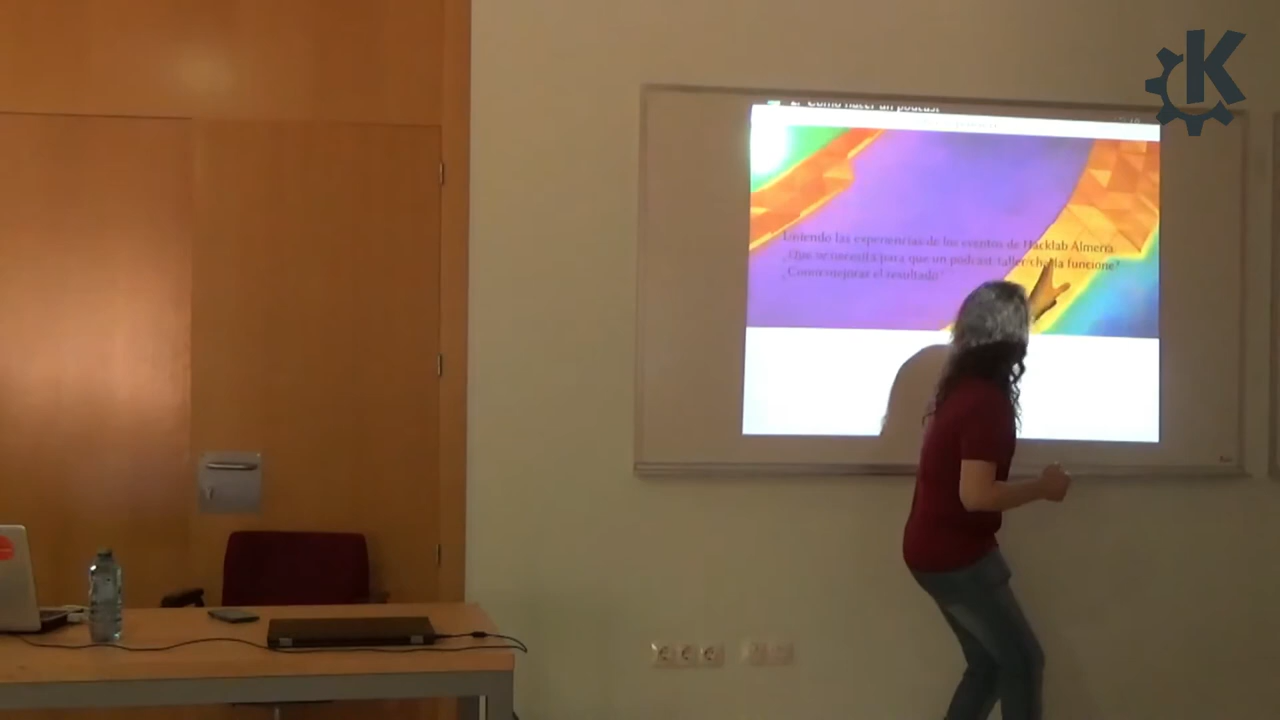 K
2. Cómo hacer un podcast
Uniendo las experiencias de los eventos de Hacklab Almería
¿Que se necesita para que un podcast-taller-charla funcione?
¿Como mejorar el resultado?